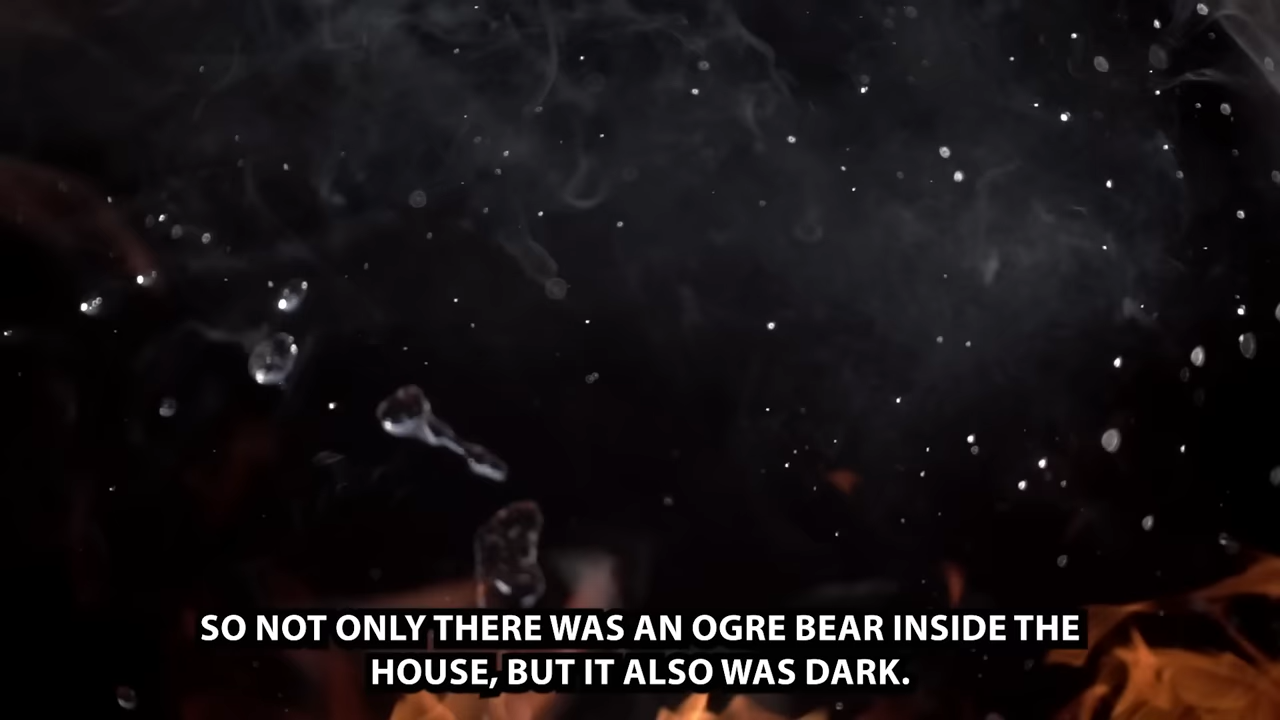 SO NOT ONLY THERE WAS AN OGRE BEAR INSIDE THE
HOUSE, BUT IT ALSO WAS DARK.